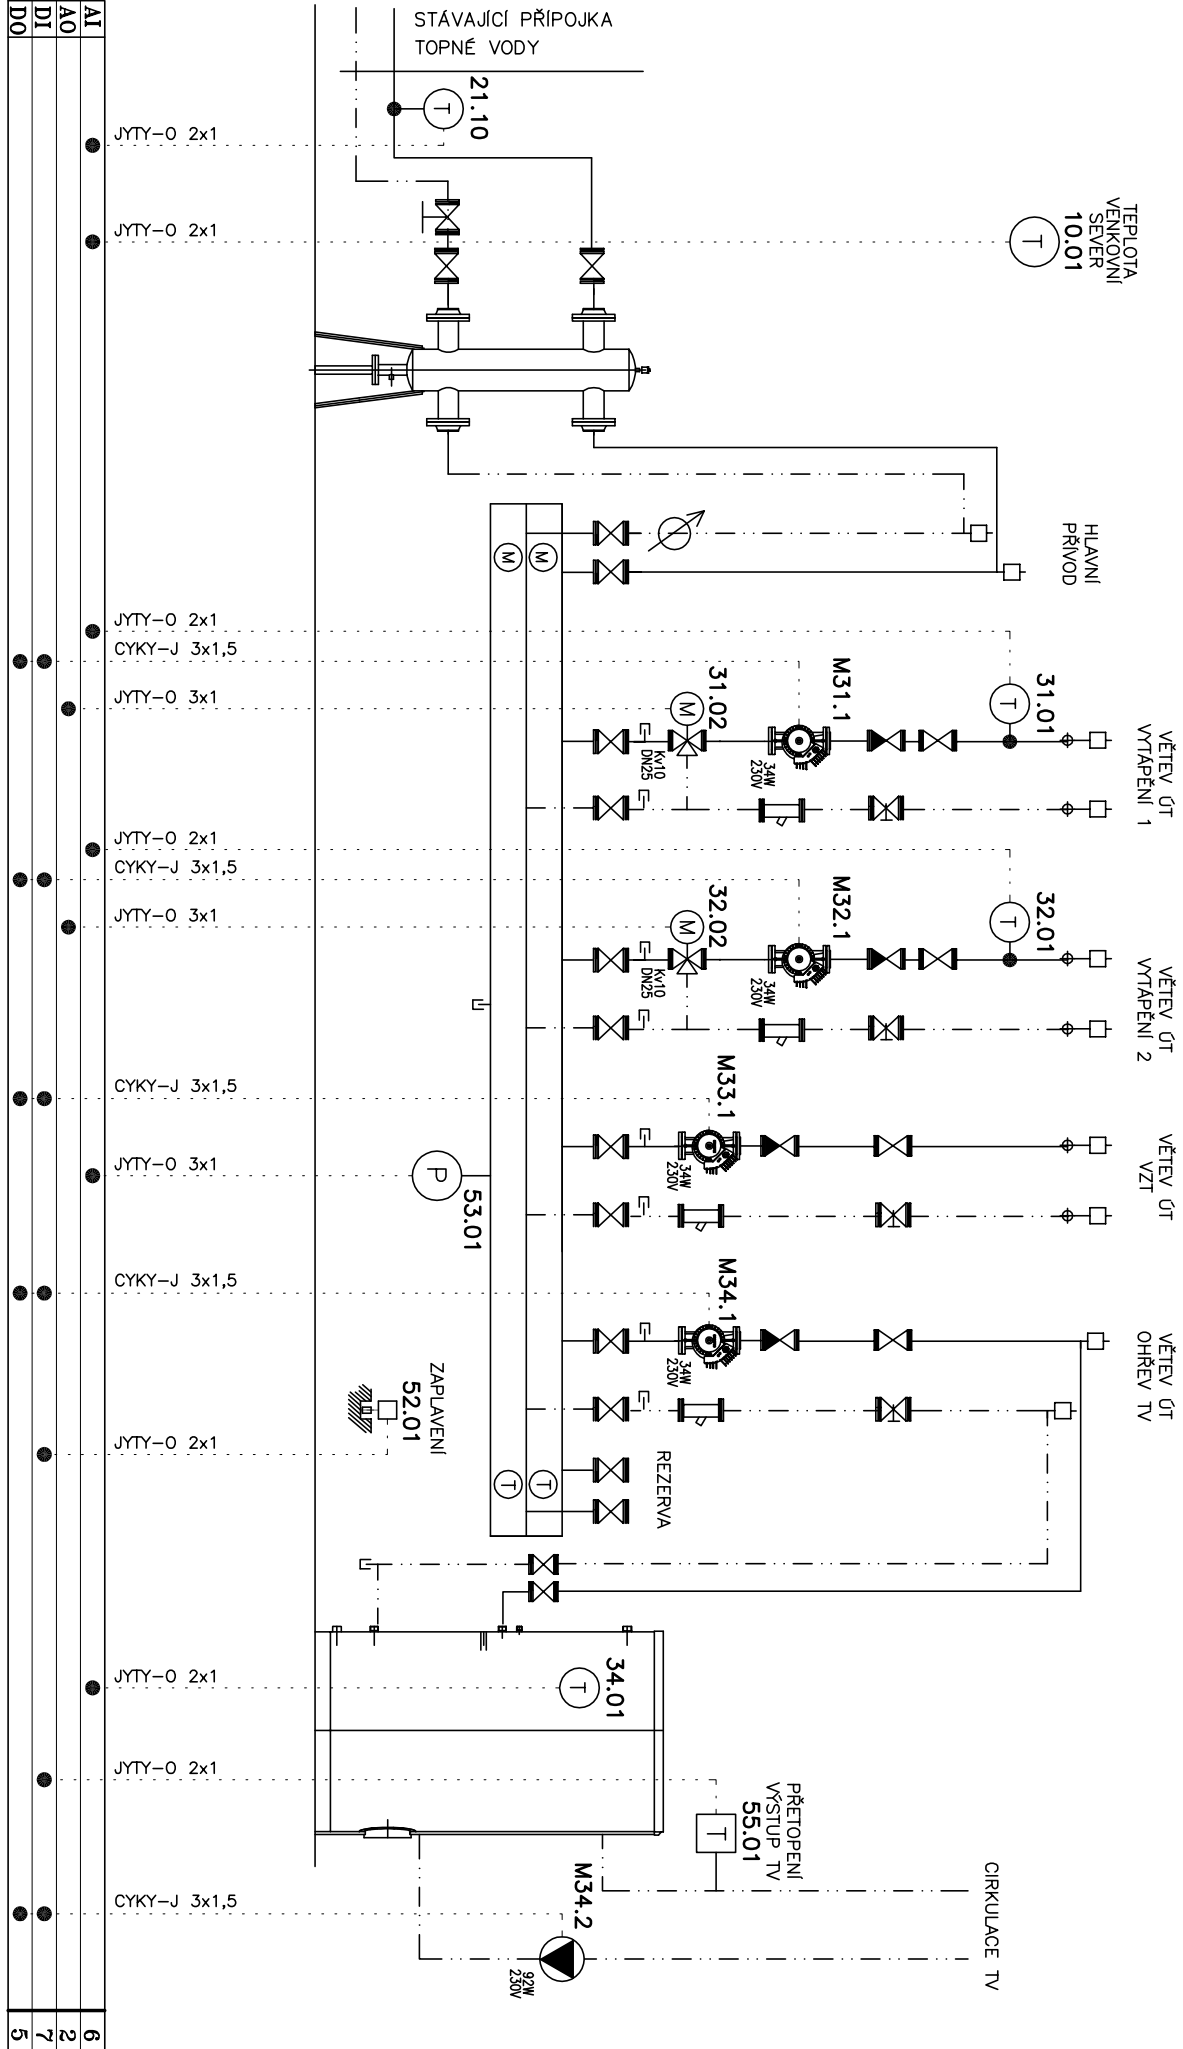 STÁVAJÍCÍ PŘÍPOJKA
TOPNÉ VODY
T
21.10
TEPLOTA
VENKOVNÍ
SEVER
10.01
T
HLAVNÍ
PŘÍVOD
M
M
VĚTEV ÚT
VYTÁPĚNÍ 1
31.01
T
M31.1
34W
230V
31.02
M
Kv10
DN25
VĚTEV ÚT
VYTÁPĚNÍ 2
32.01
T
M32.1
34W
230V
32.02
M
Kv10
DN25
VĚTEV ÚT
VZT
M33.1
34W
230V
P
53.01
VĚTEV ÚT
OHŘEV TV
M34.1
34W
230V
ZAPLAVENÍ
52.01
REZERVA
T
T
34.01
T
PŘETOPENÍ
VÝSTUP TV
55.01
T
CIRKULACE TV
M34.2
92W
230V
JYTY-O 2x1
JYTY-O 2x1
JYTY-O 2x1
CYKY-J 3x1,5
JYTY-O 3x1
JYTY-O 2x1
CYKY-J 3x1,5
JYTY-O 3x1
CYKY-J 3x1,5
JYTY-O 3x1
CYKY-J 3x1,5
JYTY-O 2x1
JYTY-O 2x1
JYTY-O 2x1
CYKY-J 3x1,5
AI 6
AO 2
DI 7
DO 5